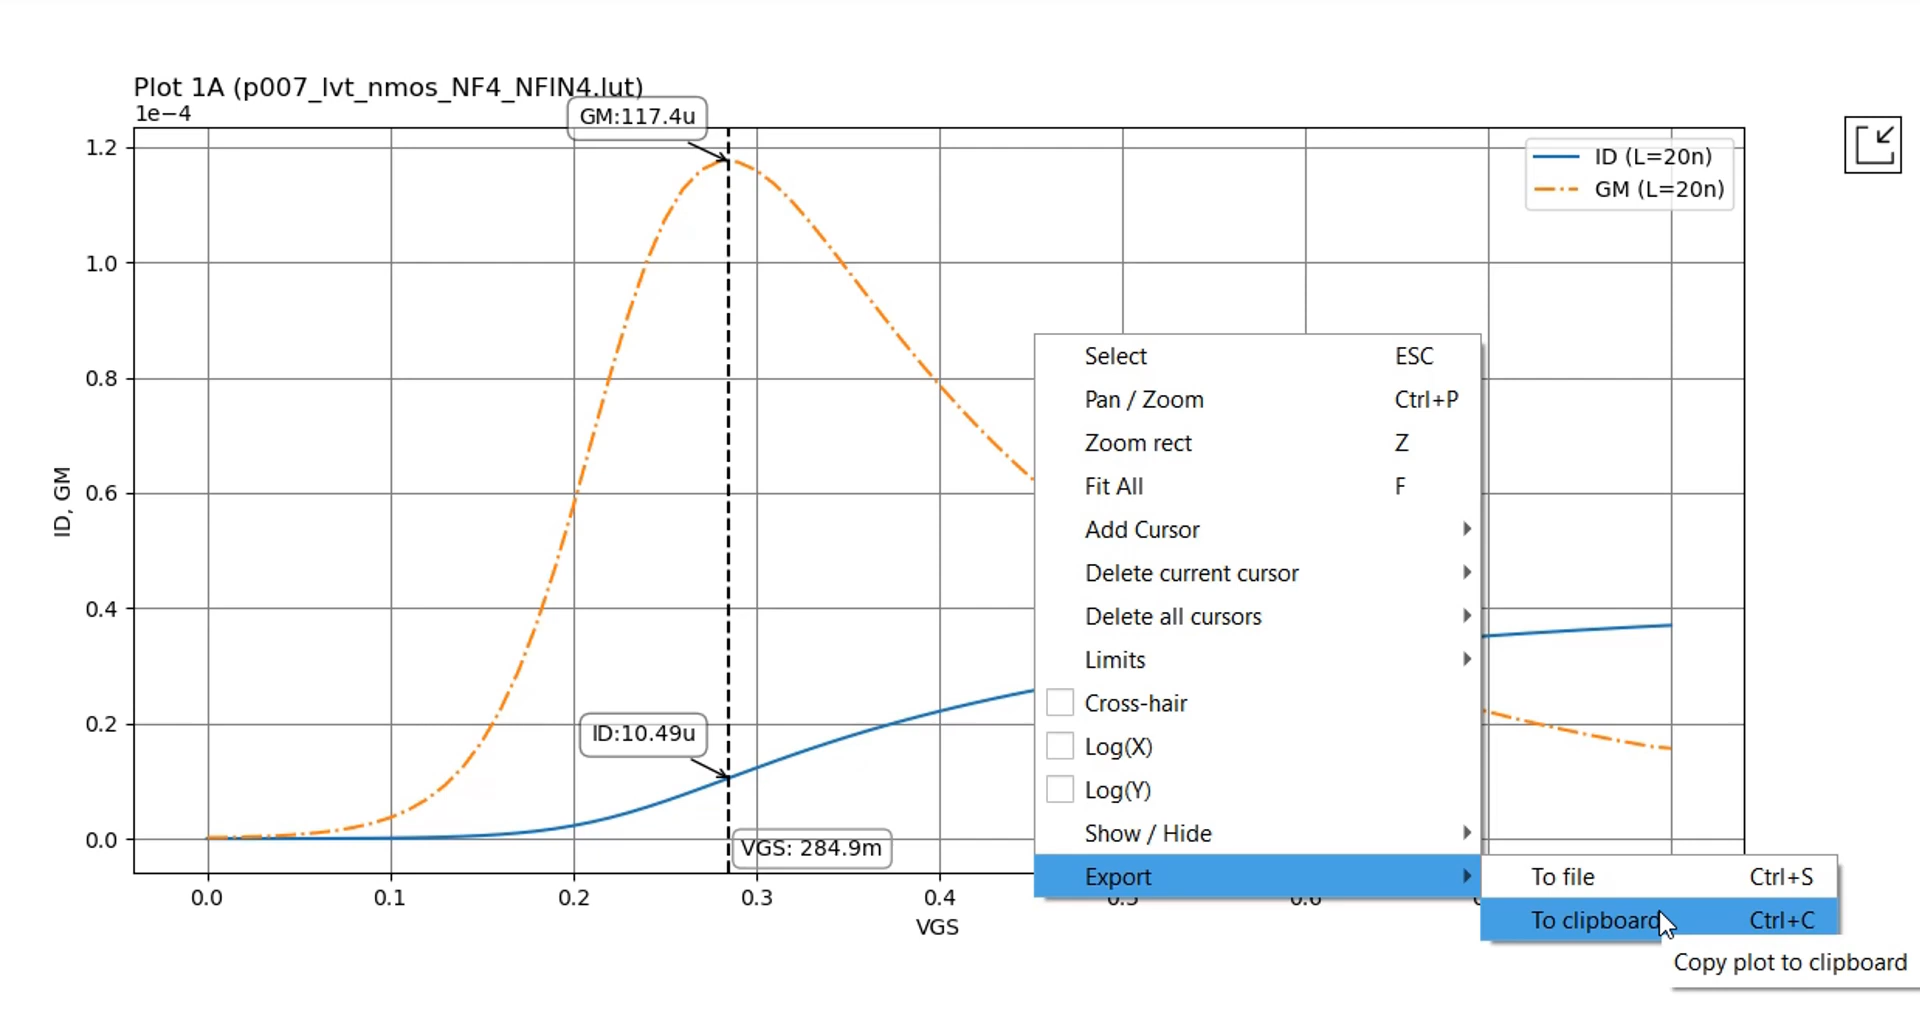 Plot 1A (p007_lvt_nmos_NF4_NFIN4.lut)
1e−4
GM:117.4u
ID (L=20n)
GM (L=20n)
1.2
1.0
0.8
0.6
0.4
0.2
0.0
ID, GM
ID:10.49u
VGS: 284.9m
0.0 0.1 0.2 0.3 0.4 0.5 0.6
VGS
Select ESC
Pan / Zoom Ctrl+P
Zoom rect Z
Fit All F
Add Cursor
Delete current cursor
Delete all cursors
Limits
Cross-hair
Log(X)
Log(Y)
Show / Hide
Export
To file Ctrl+S
To clipboard Ctrl+C
Copy plot to clipboard